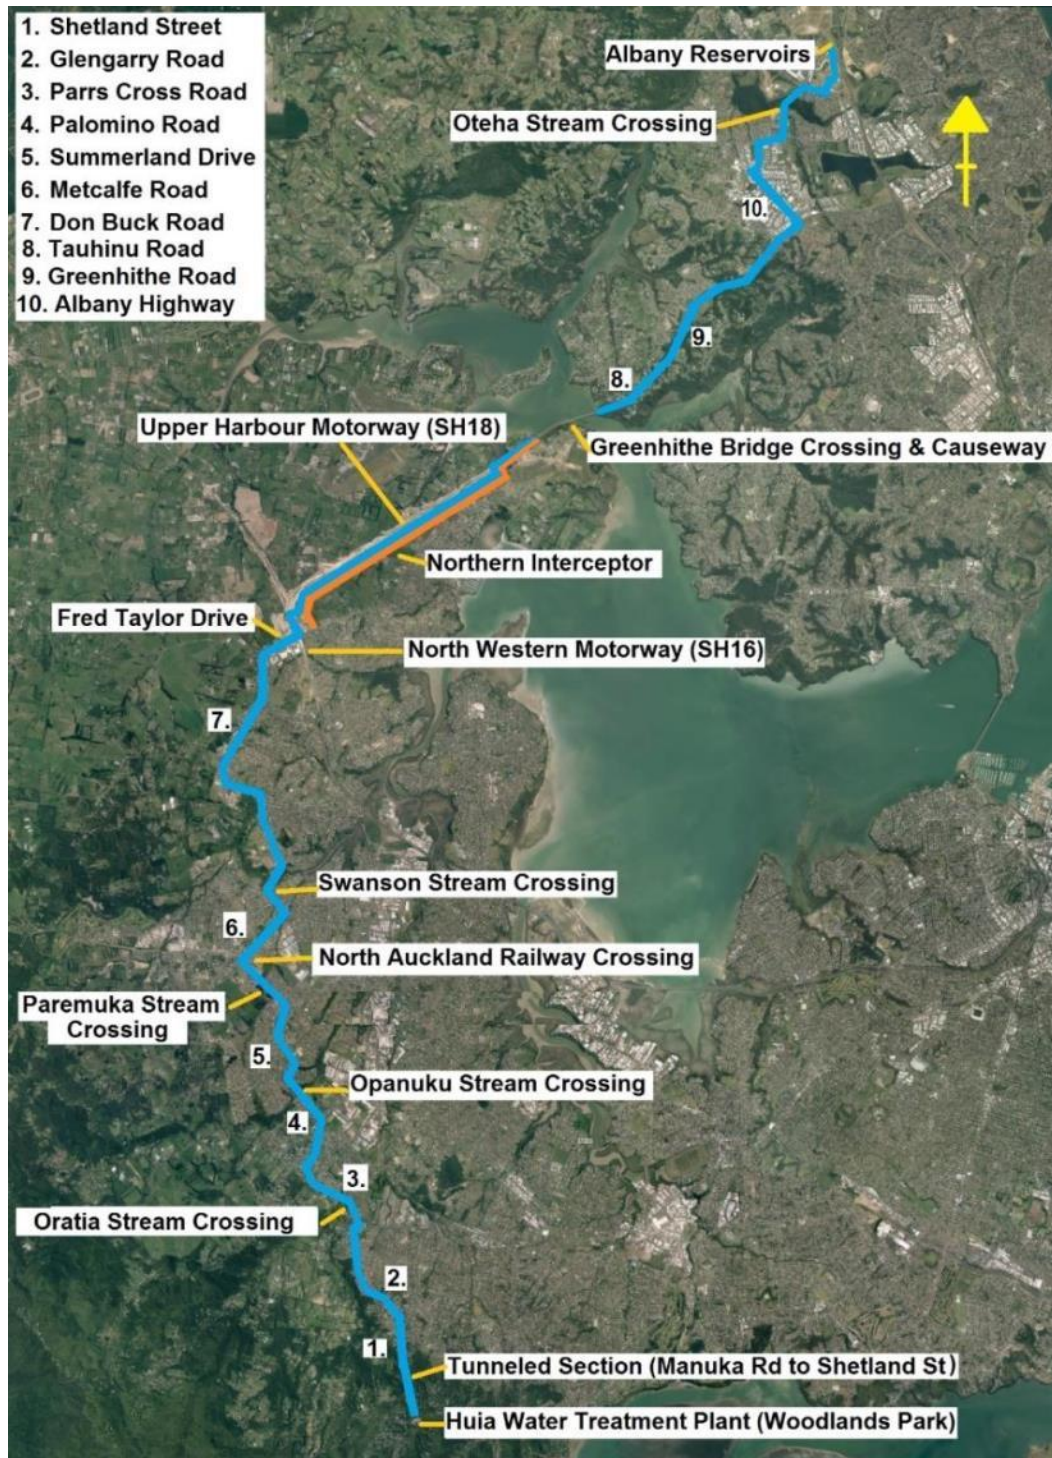 1. Shetland Street
2. Glengarry Road
3. Parrs Cross Road
4. Palomino Road
5. Summerland Drive
6. Metcalfe Road
7. Don Buck Road
8. Tauhinu Road
9. Greenhithe Road
10. Albany Highway
Albany Reservoirs
Oteha Stream Crossing
10.
9.
8.
Upper Harbour Motorway (SH18)
Greenhithe Bridge Crossing & Causeway
Northern Interceptor
Fred Taylor Drive
North Western Motorway (SH16)
7.
Swanson Stream Crossing
6.
North Auckland Railway Crossing
Paremuka Stream
Crossing
5.
Opanuku Stream Crossing
4.
3.
Oratia Stream Crossing
2.
1.
Tunneled Section (Manuka Rd to Shetland St)
Huia Water Treatment Plant (Woodlands Park)